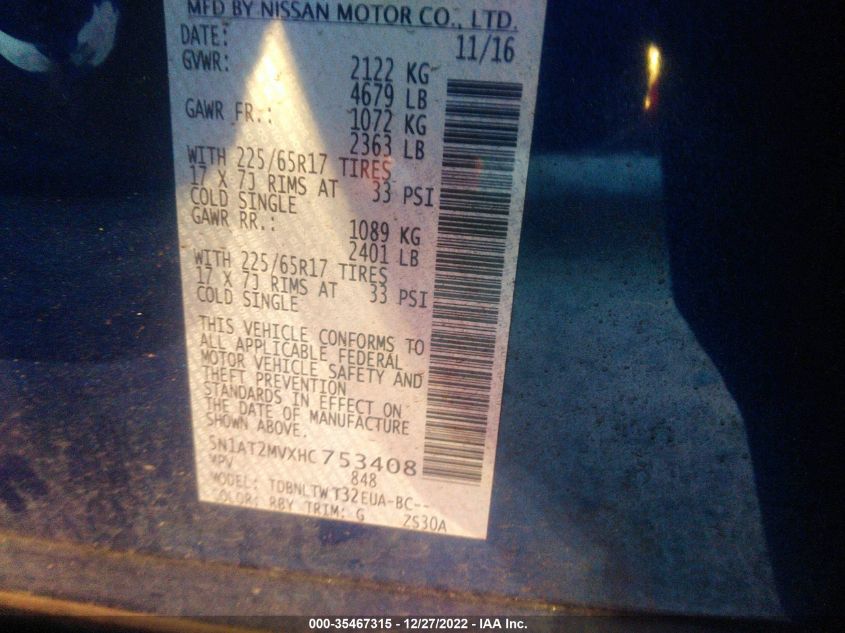 MFD BY NISSAN MOTOR CO., LTD.
DATE: 11/16
GVWR: 2122 KG
4679 LB
GAWR FR.: 1072 KG
2363 LB
WITH 225/65R17 TIRES
17 X 7J RIMS AT 33 PSI
COLD SINGLE
GAWR RR.: 1089 KG
2401 LB
WITH 225/65R17 TIRES
17 X 7J RIMS AT 33 PSI
COLD SINGLE
THIS VEHICLE CONFORMS TO
ALL APPLICABLE FEDERAL
MOTOR VEHICLE SAFETY AND
THEFT PREVENTION
STANDARDS IN EFFECT ON
THE DATE OF MANUFACTURE
SHOWN ABOVE.
5N1AT2MVXHC753408
MPV 848
MODEL: TDBNLTWT32EUA-BC--
COLOR: RBY TRIM: G ZS30A
000-35467315 - 12/27/2022 - IAA Inc.